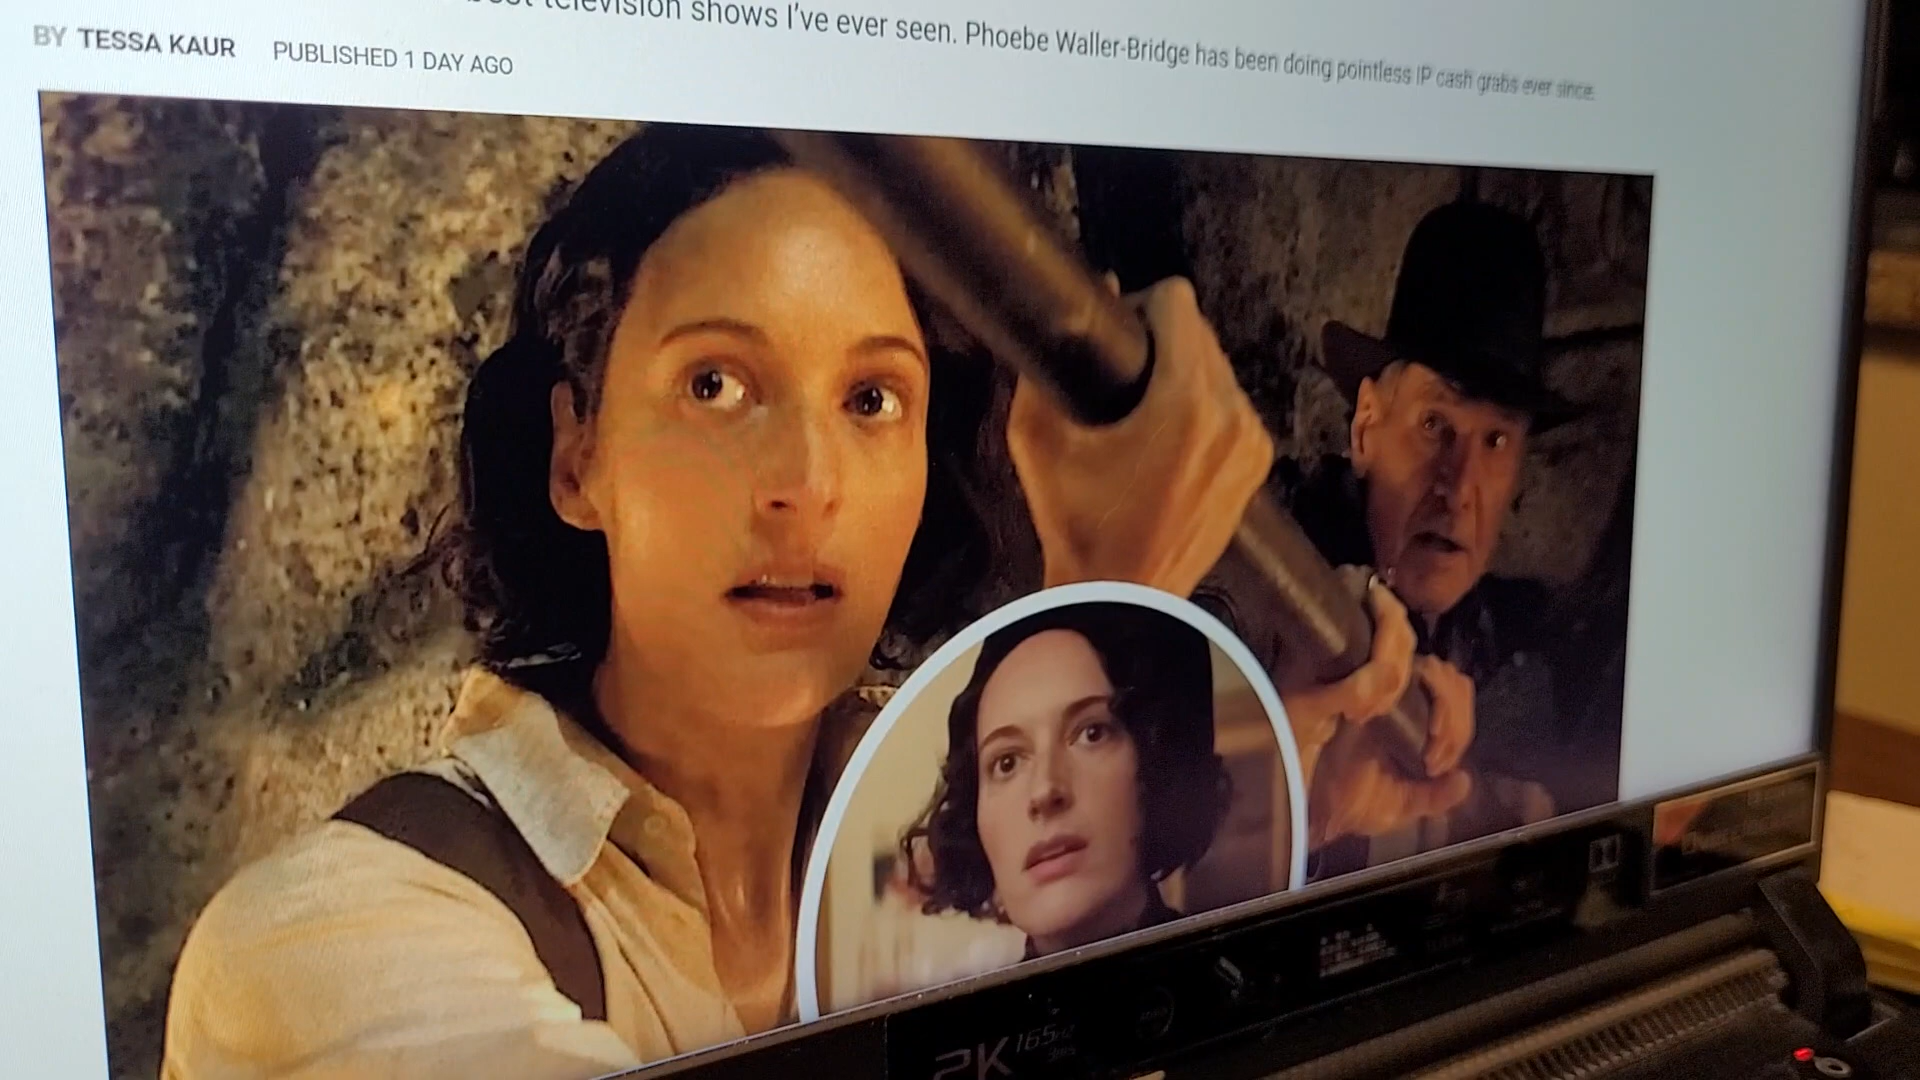 television shows I've ever seen. Phoebe Waller-Bridge has been doing pointless IP cash grabs ever since.
BY TESSA KAUR PUBLISHED 1 DAY AGO
2K 165Hz